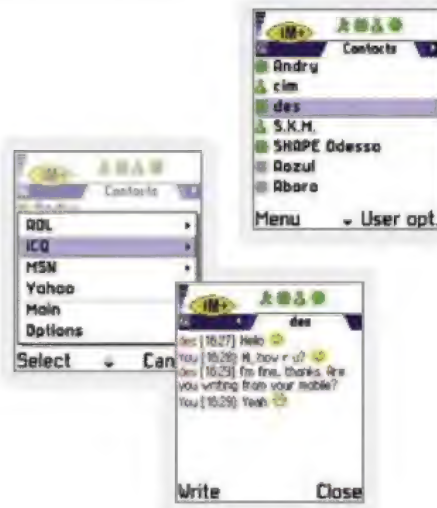 IM+
Contacts
Andry
cim
des
S.K.M.
SHAPE Odessa
Aozul
Abara
Menu
User opt.
IM+
Contacts
AOL
ICQ
MSN
Yahoo
Main
Options
Select
Can
IM+
des
des [16:27] Hello
You [16:28] Hi, how r u?
des [16:29] I'm fine, thanks. Are
you writing from your mobile?
You [16:29] Yeah
Write
Close